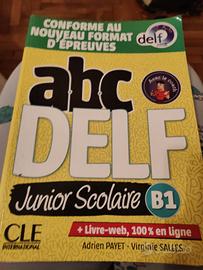 CONFORME AU
NOUVEAU FORMAT
D'ÉPREUVES
delf
abc
DELF
Junior Scolaire B1
+ Livre-web, 100% en ligne
Adrien PAYET - Virginie SALLES
CLE
INTERNATIONAL